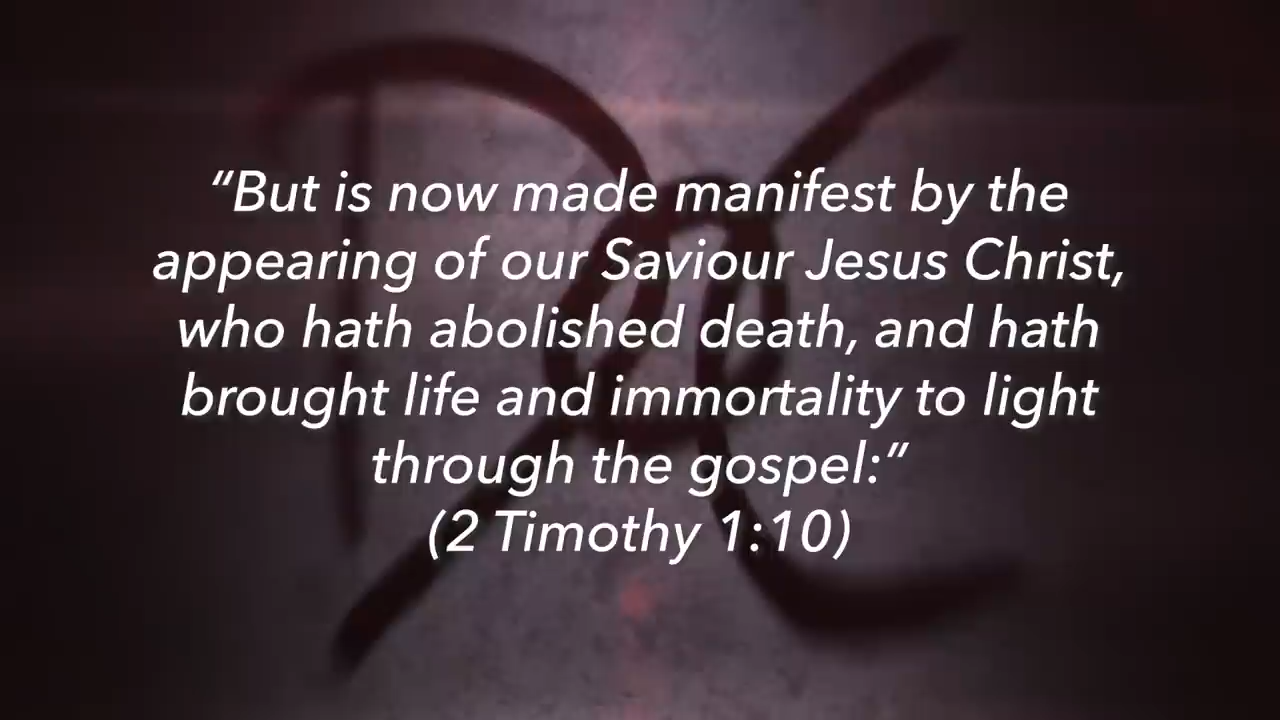 “But is now made manifest by the
appearing of our Saviour Jesus Christ,
who hath abolished death, and hath
brought life and immortality to light
through the gospel:”
(2 Timothy 1:10)